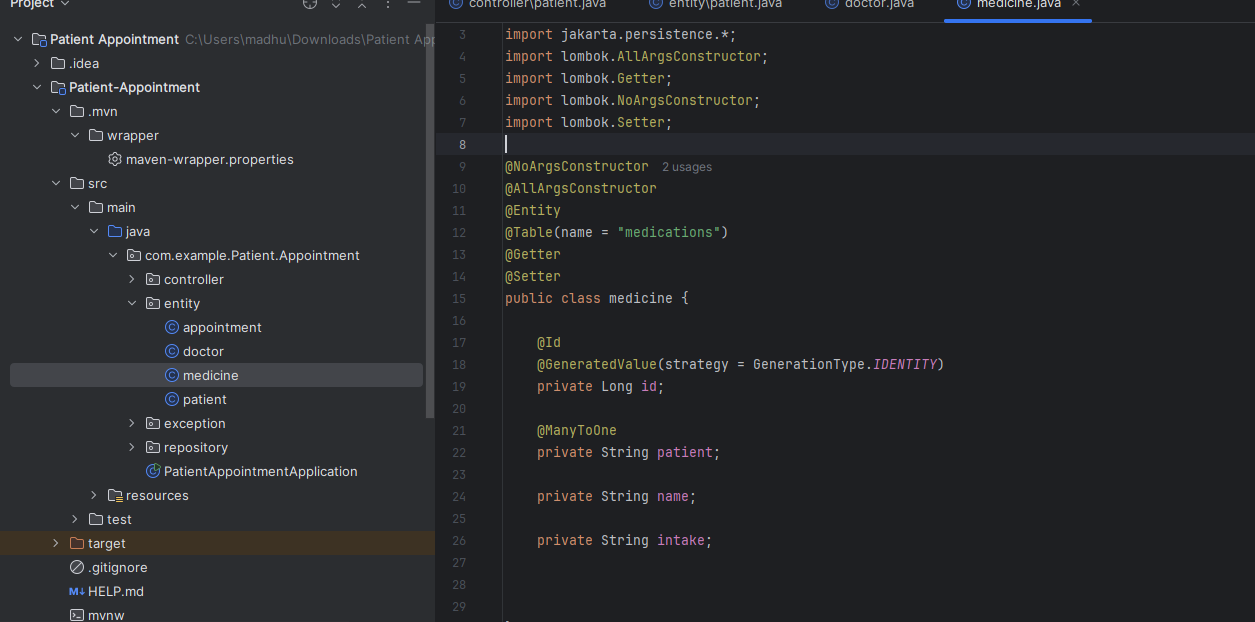 Project
Patient Appointment C:\Users\madhu\Downloads\Patient App
.idea
Patient-Appointment
.mvn
wrapper
maven-wrapper.properties
src
main
java
com.example.Patient.Appointment
controller
entity
appointment
doctor
medicine
patient
exception
repository
PatientAppointmentApplication
resources
test
target
.gitignore
M↓ HELP.md
mvnw
controller\patient.java entity\patient.java doctor.java medicine.java
3 import jakarta.persistence.*;
4 import lombok.AllArgsConstructor;
5 import lombok.Getter;
6 import lombok.NoArgsConstructor;
7 import lombok.Setter;
8
9 @NoArgsConstructor 2 usages
10 @AllArgsConstructor
11 @Entity
12 @Table(name = "medications")
13 @Getter
14 @Setter
15 public class medicine {
16
17 @Id
18 @GeneratedValue(strategy = GenerationType.IDENTITY)
19 private Long id;
20
21 @ManyToOne
22 private String patient;
23
24 private String name;
25
26 private String intake;
27
28
29